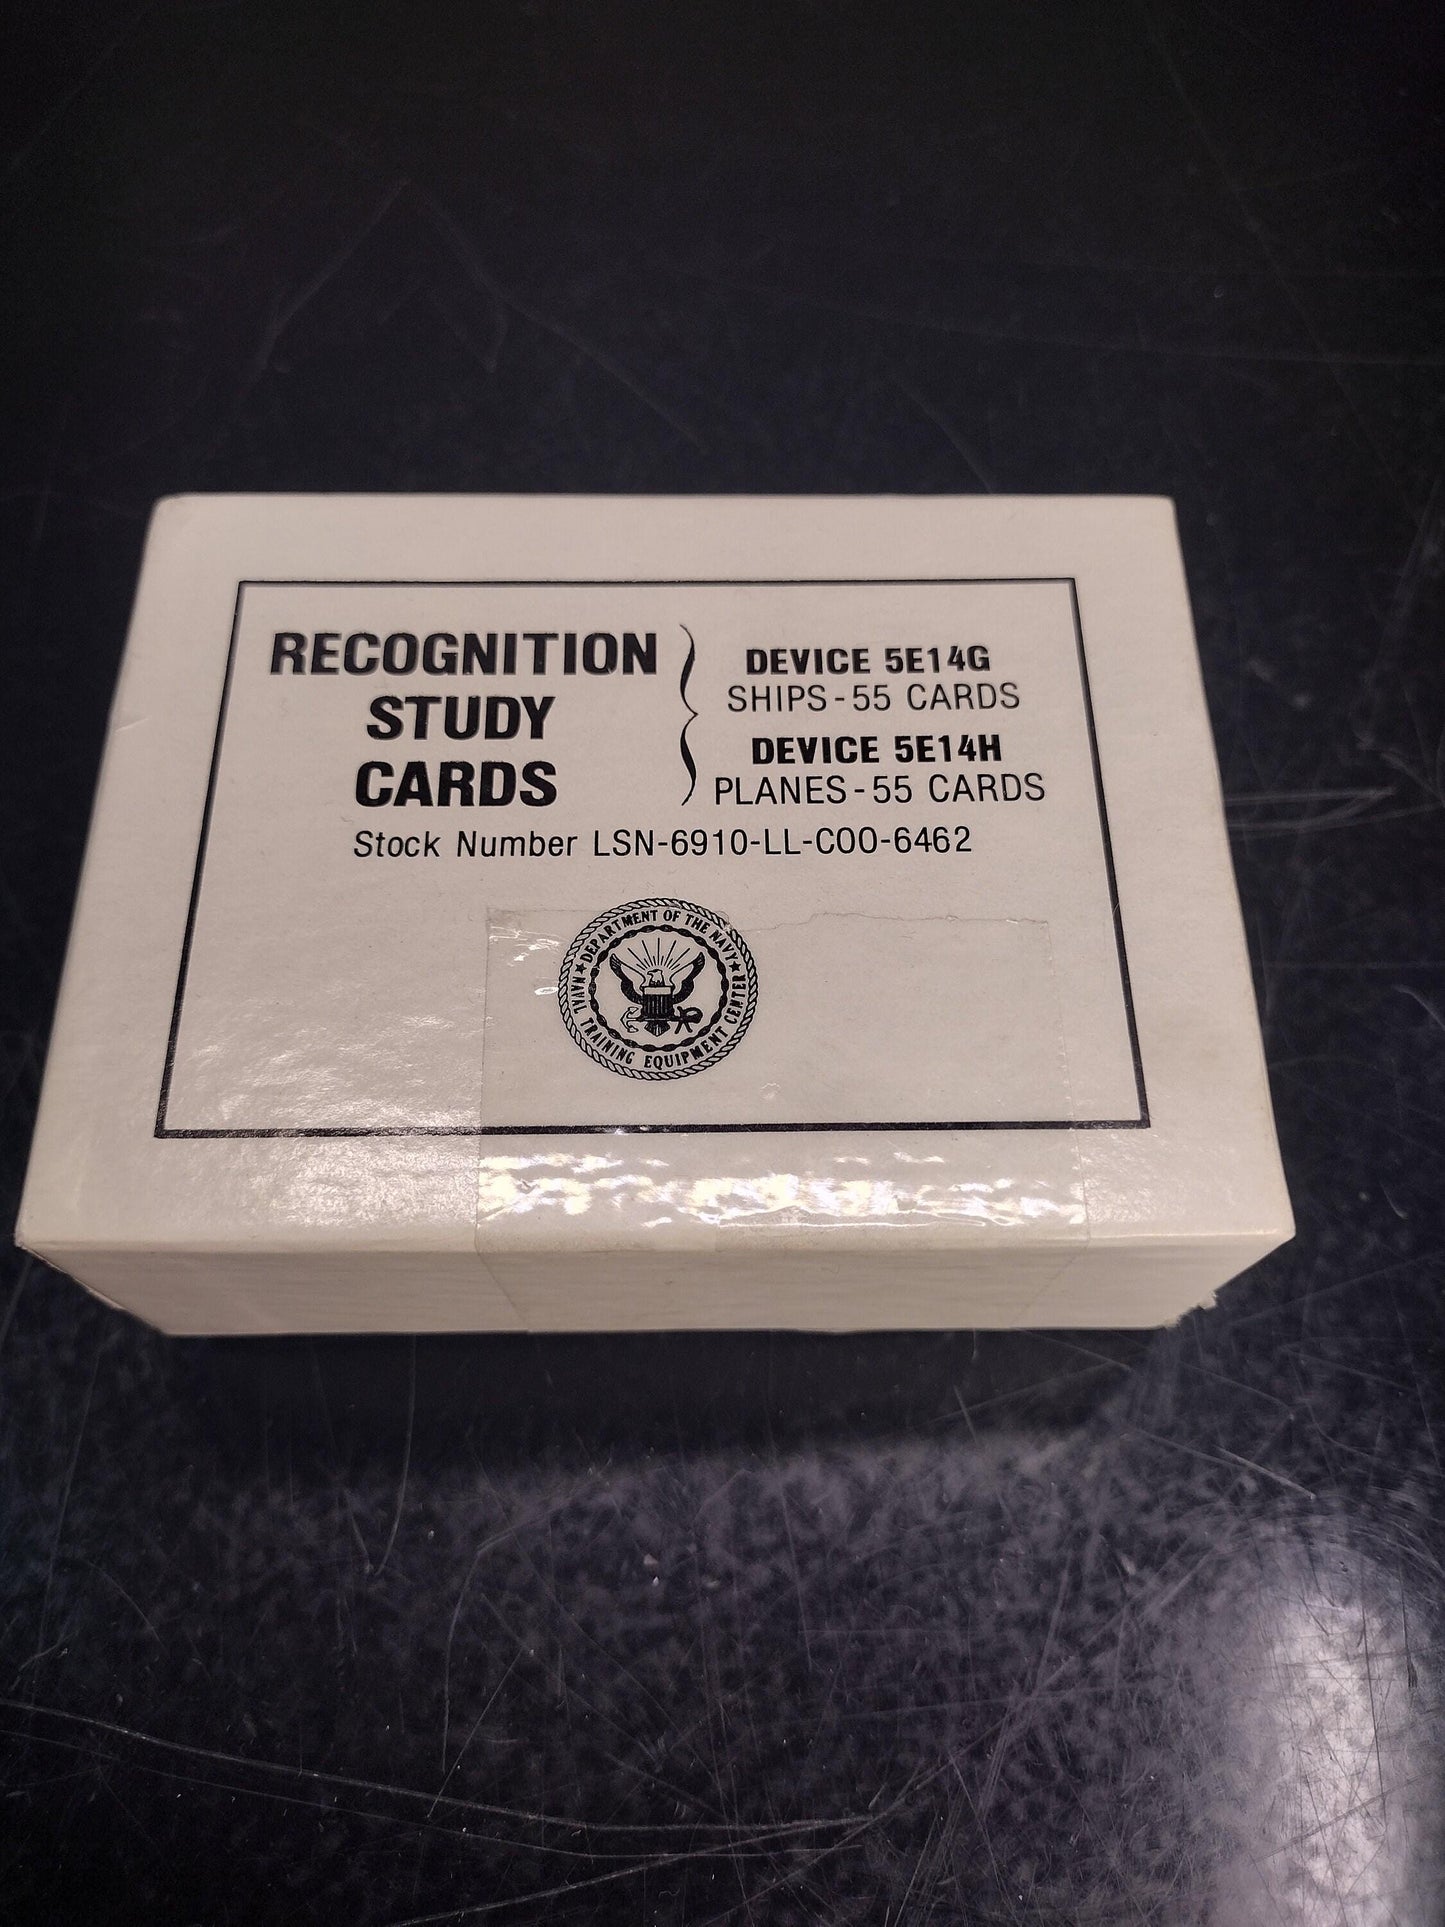 RECOGNITION
STUDY
CARDS
DEVICE 5E14G
SHIPS-55 CARDS
DEVICE 5E14H
PLANES-55 CARDS
Stock Number LSN-6910-LL-C00-6462
DEPARTMENT OF THE NAVY
NAVAL TRAINING EQUIPMENT CENTER